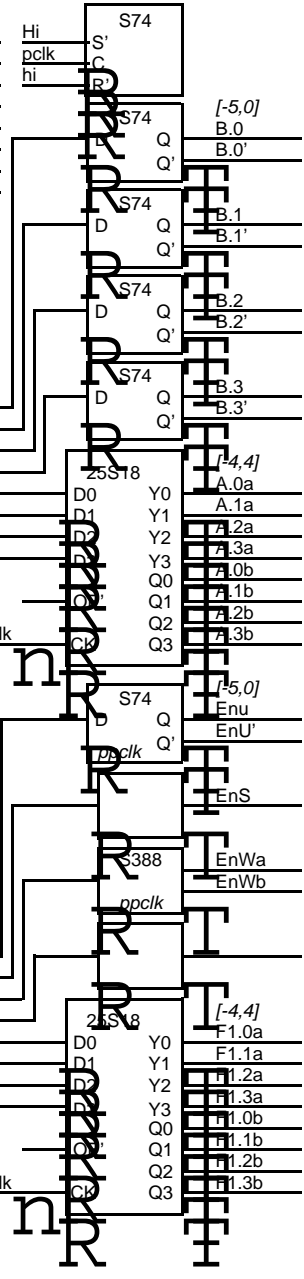 S74
Hi S'
pclk C
hi R'
R
S74 [-5,0]
D Q B.0
Q' B.0'
R T
S74
D Q B.1
Q' B.1'
R T
S74
D Q B.2
Q' B.2'
R T
S74
D Q B.3
Q' B.3'
R T
25S18 [-4,4]
D0 Y0 A.0a
D1 Y1 A.1a
D2 Y2 A.2a
Y3 A.3a
Q0 A.0b
Q1 A.1b
Q2 A.2b
lk CK Q3 A.3b
n R T
S74 [-5,0]
D Q Enu
Q' EnU'
ppclk
R T
EnS
R T
S388 EnWa
EnWb
ppclk
R T
R T
25S18 [-4,4]
D0 Y0 F1.0a
D1 Y1 F1.1a
D2 Y2 F1.2a
Y3 F1.3a
Q0 F1.0b
Q1 F1.1b
Q2 F1.2b
lk CK Q3 F1.3b
n R T